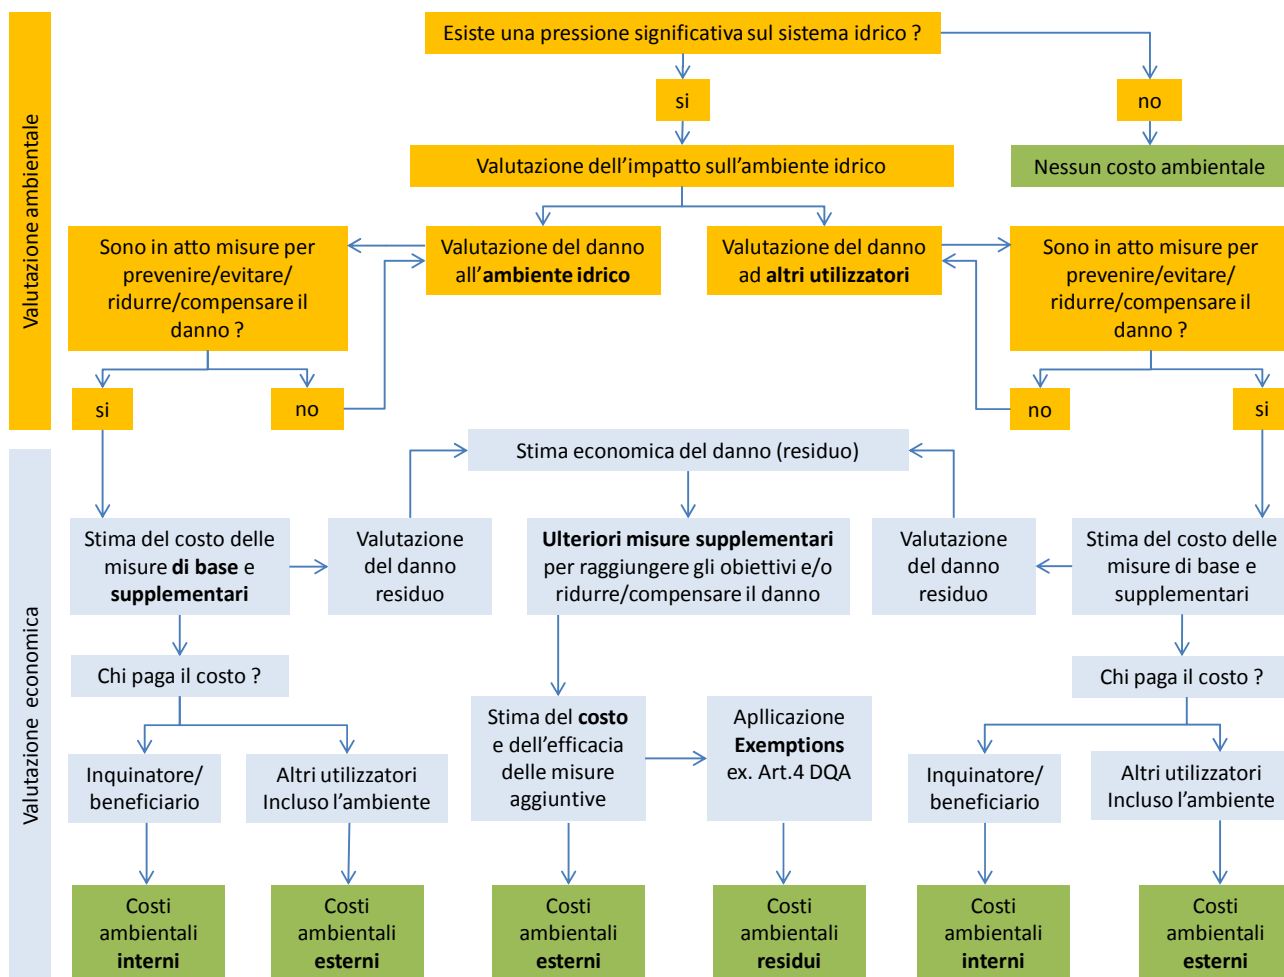 Valutazione ambientale
Esiste una pressione significativa sul sistema idrico ?
si
no
Valutazione dell'impatto sull'ambiente idrico
Nessun costo ambientale
Sono in atto misure per
prevenire/evitare/
ridurre/compensare il
danno ?
Valutazione del danno
all'ambiente idrico
Valutazione del danno
ad altri utilizzatori
Sono in atto misure per
prevenire/evitare/
ridurre/compensare il
danno ?
si
no
no
si
Valutazione economica
Stima economica del danno (residuo)
Stima del costo delle
misure di base e
supplementari
Valutazione
del danno
residuo
Ulteriori misure supplementari
per raggiungere gli obiettivi e/o
ridurre/compensare il danno
Valutazione
del danno
residuo
Stima del costo delle
misure di base e
supplementari
Chi paga il costo ?
Chi paga il costo ?
Stima del costo
e dell'efficacia
delle misure
aggiuntive
Apllicazione
Exemptions
ex. Art.4 DQA
Inquinatore/
beneficiario
Altri utilizzatori
Incluso l'ambiente
Inquinatore/
beneficiario
Altri utilizzatori
Incluso l'ambiente
Costi
ambientali
interni
Costi
ambientali
esterni
Costi
ambientali
esterni
Costi
ambientali
residui
Costi
ambientali
interni
Costi
ambientali
esterni